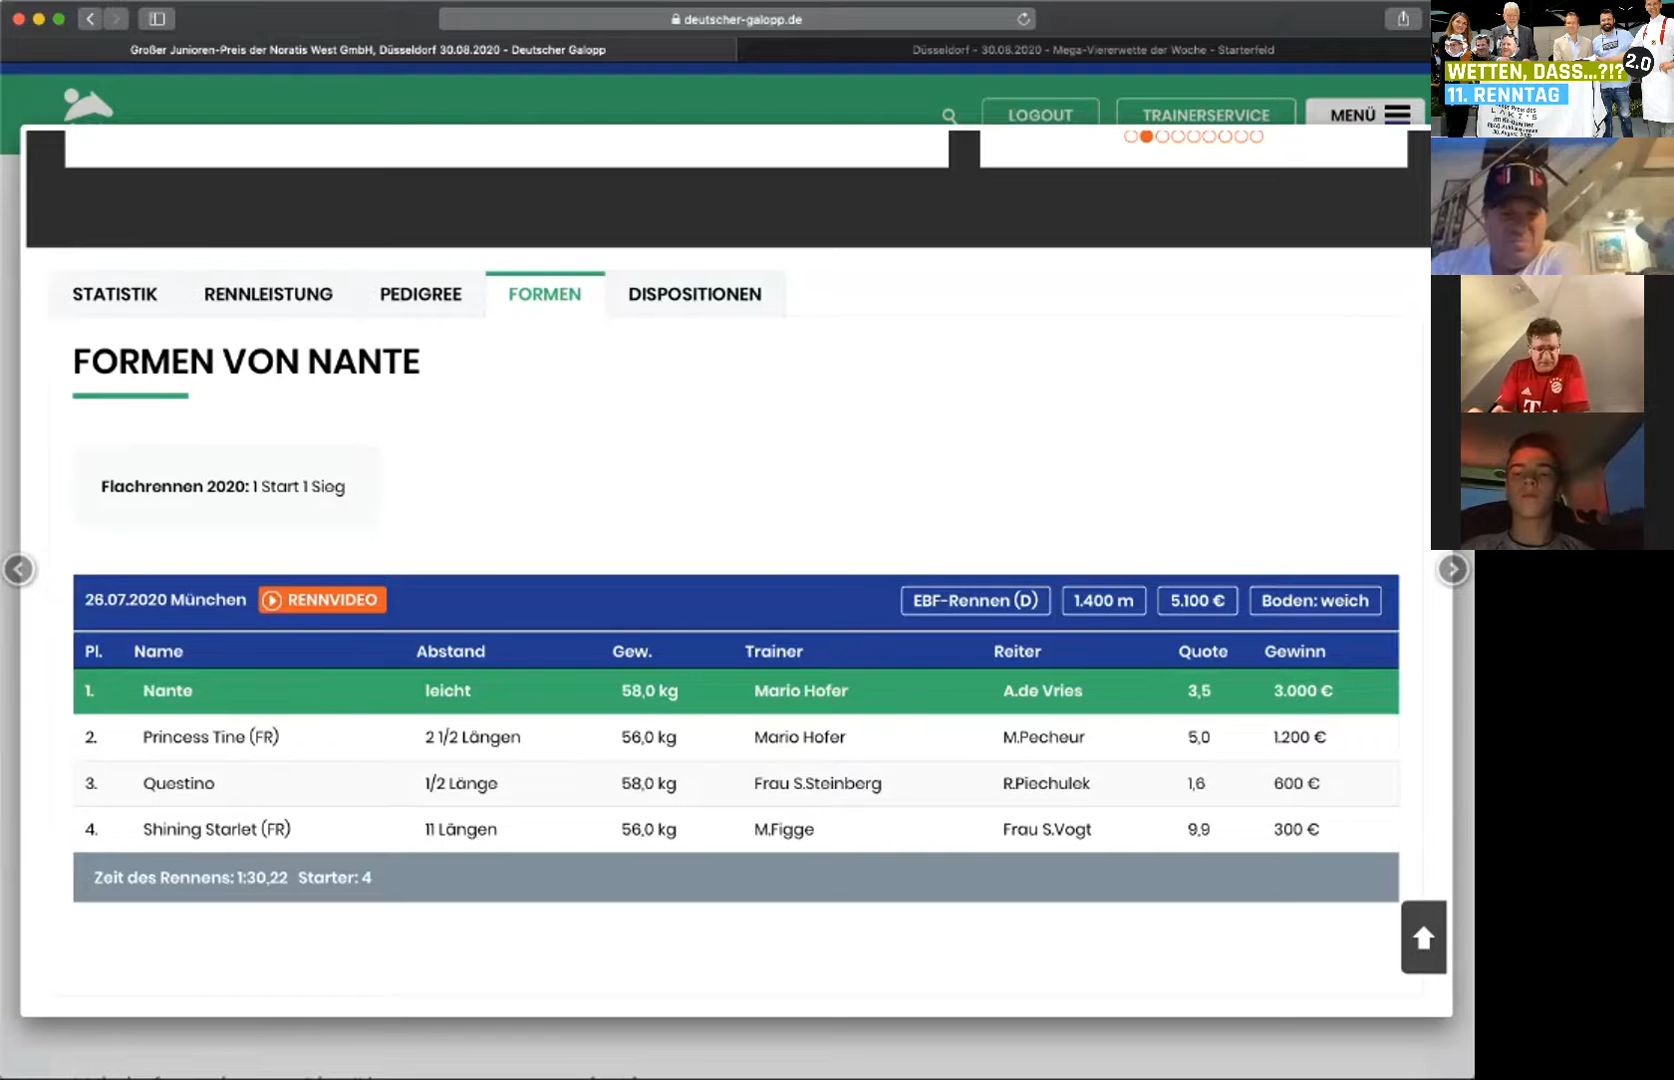 deutscher-galopp.de
Großer Junioren-Preis der Noratis West GmbH, Düsseldorf 30.08.2020 - Deutscher Galopp
Düsseldorf - 30.08.2020 - Mega-Viererwette der Woche - Starterfeld
LOGOUT
TRAINERSERVICE
MENÜ
WETTEN, DASS...?!? 2.0
11. RENNTAG
STATISTIK RENNLEISTUNG PEDIGREE FORMEN DISPOSITIONEN
FORMEN VON NANTE
Flachrennen 2020: 1 Start 1 Sieg
26.07.2020 München RENNVIDEO EBF-Rennen (D) 1.400 m 5.100 € Boden: weich
Pl. Name Abstand Gew. Trainer Reiter Quote Gewinn
1. Nante leicht 58,0 kg Mario Hofer A.de Vries 3,5 3.000 €
2. Princess Tine (FR) 2 1/2 Längen 56,0 kg Mario Hofer M.Pecheur 5,0 1.200 €
3. Questino 1/2 Länge 58,0 kg Frau S.Steinberg R.Piechulek 1,6 600 €
4. Shining Starlet (FR) 11 Längen 56,0 kg M.Figge Frau S.Vogt 9,9 300 €
Zeit des Rennens: 1:30,22 Starter: 4